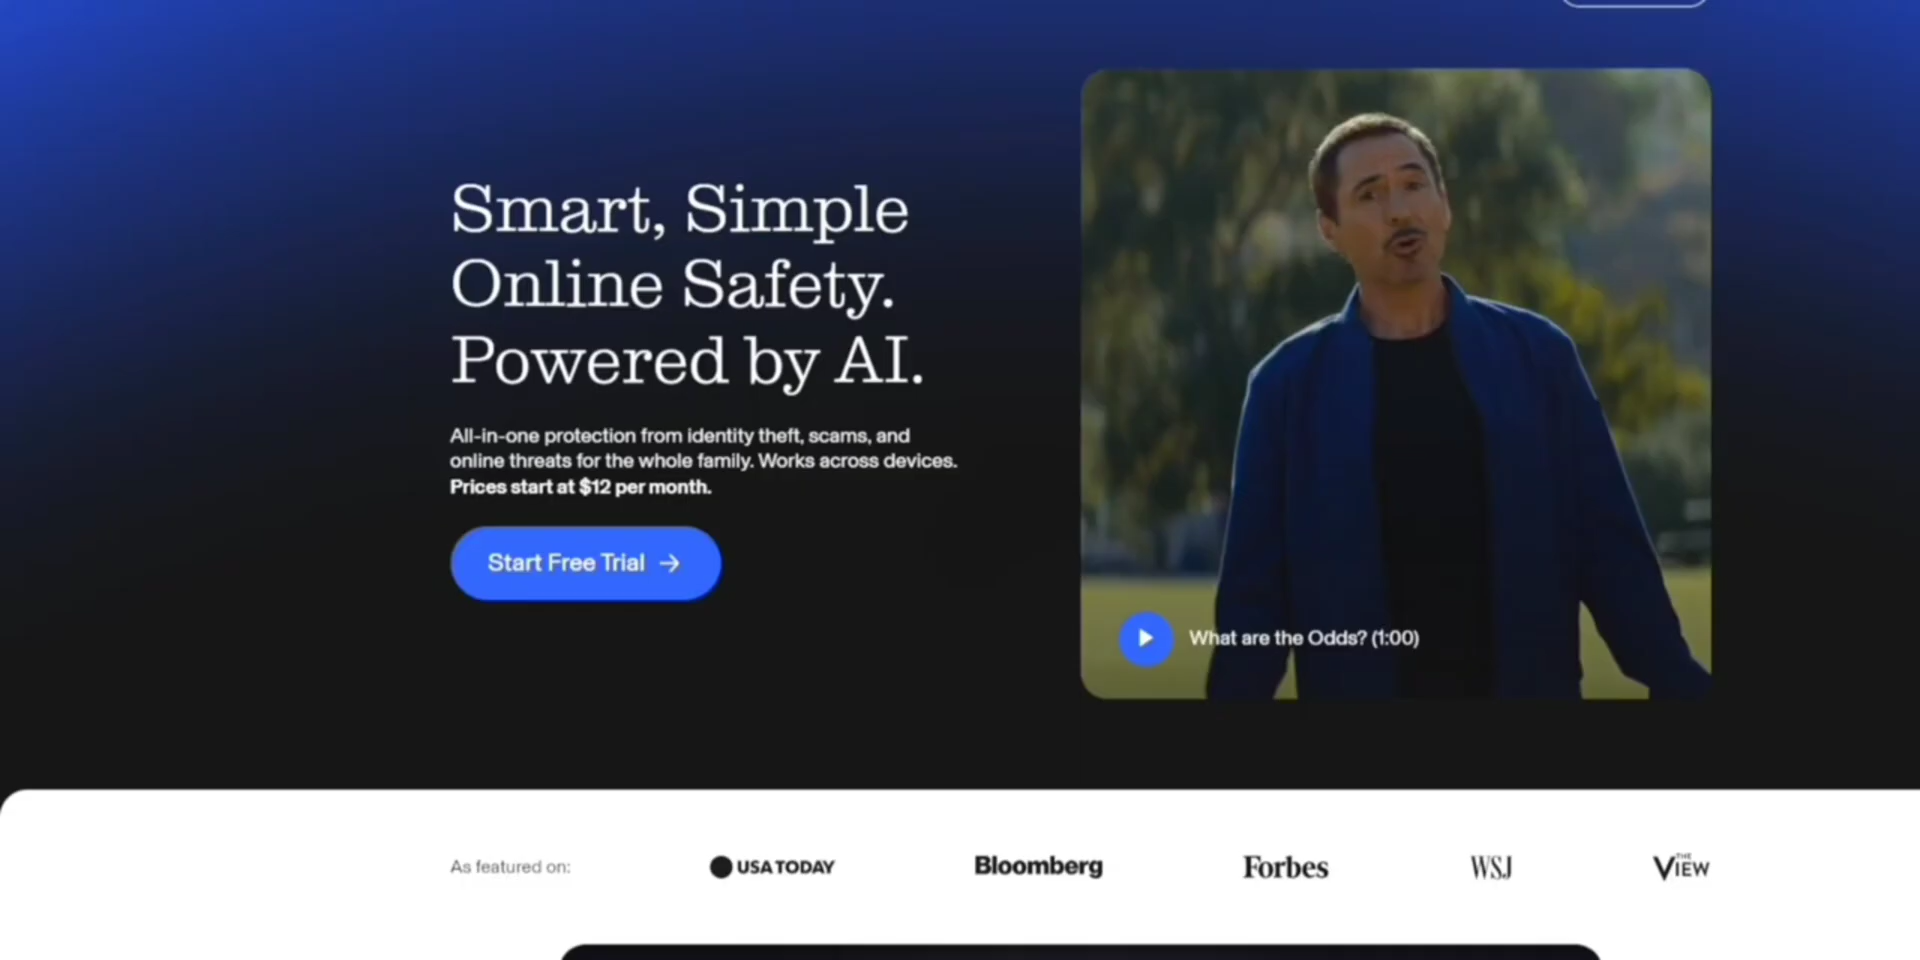 Smart, Simple
Online Safety.
Powered by AI.
All-in-one protection from identity theft, scams, and
online threats for the whole family. Works across devices.
Prices start at $12 per month.
Start Free Trial →
What are the Odds? (1:00)
As featured on:
USA TODAY
Bloomberg
Forbes
WSJ
THE VIEW